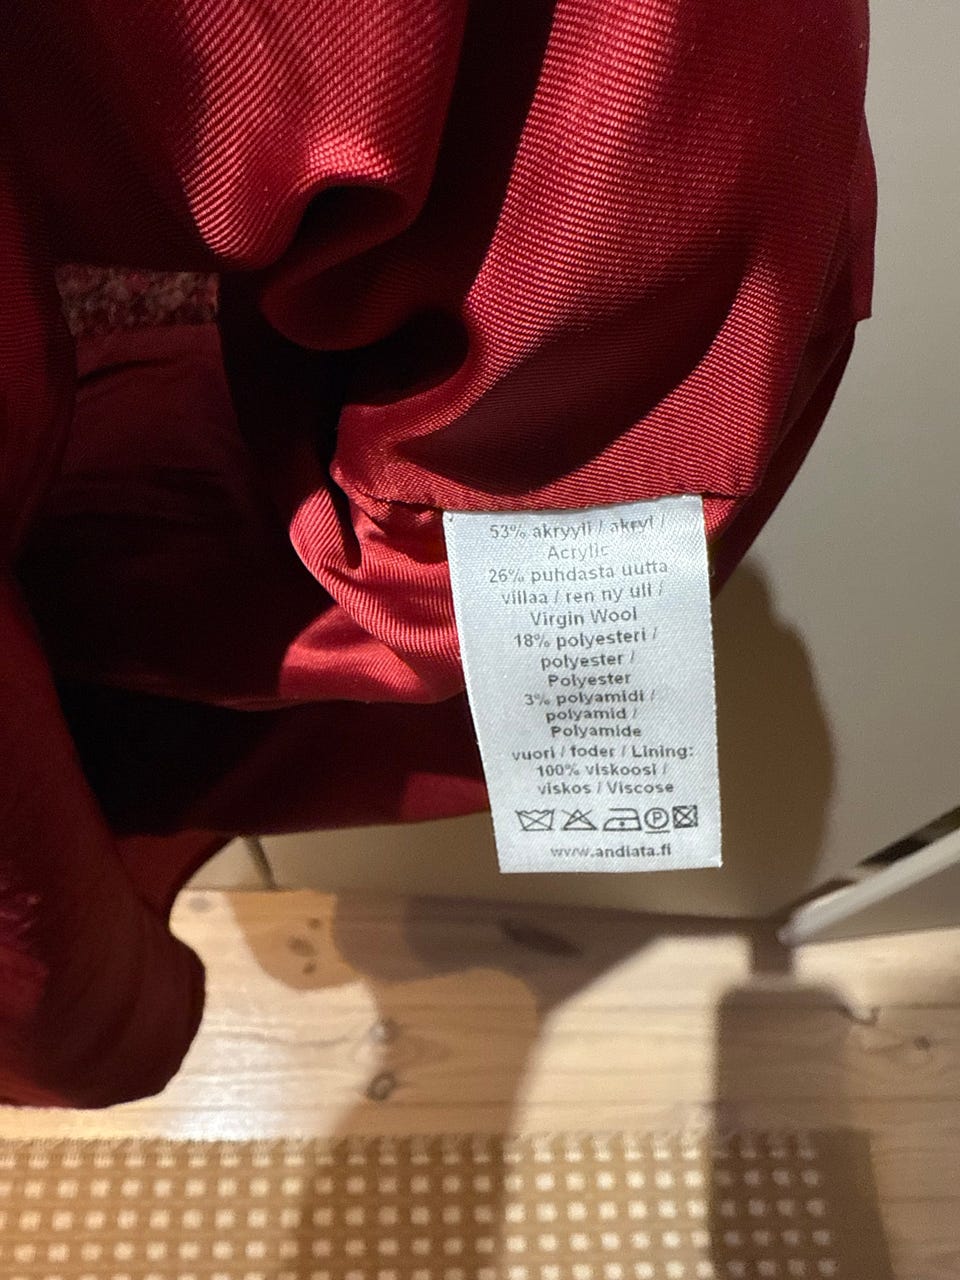 53% akryyli / akryl /
Acrylic
26% puhdasta uutta
villaa / ren ny ull /
Virgin Wool
18% polyesteri /
polyester /
Polyester
3% polyamidi /
polyamid /
Polyamide
vuori / foder / Lining:
100% viskoosi /
viskos / Viscose
P
www.andiata.fi